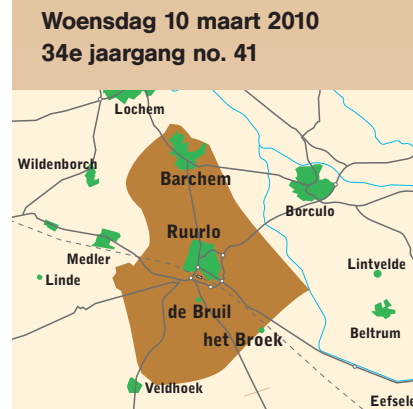 Woensdag 10 maart 2010
34e jaargang no. 41
Lochem
Wildenborch
Barchem
Borculo
Ruurlo
Medler
Lintvelde
Linde
de Bruil
Beltrum
het Broek
Veldhoek
Eefsele